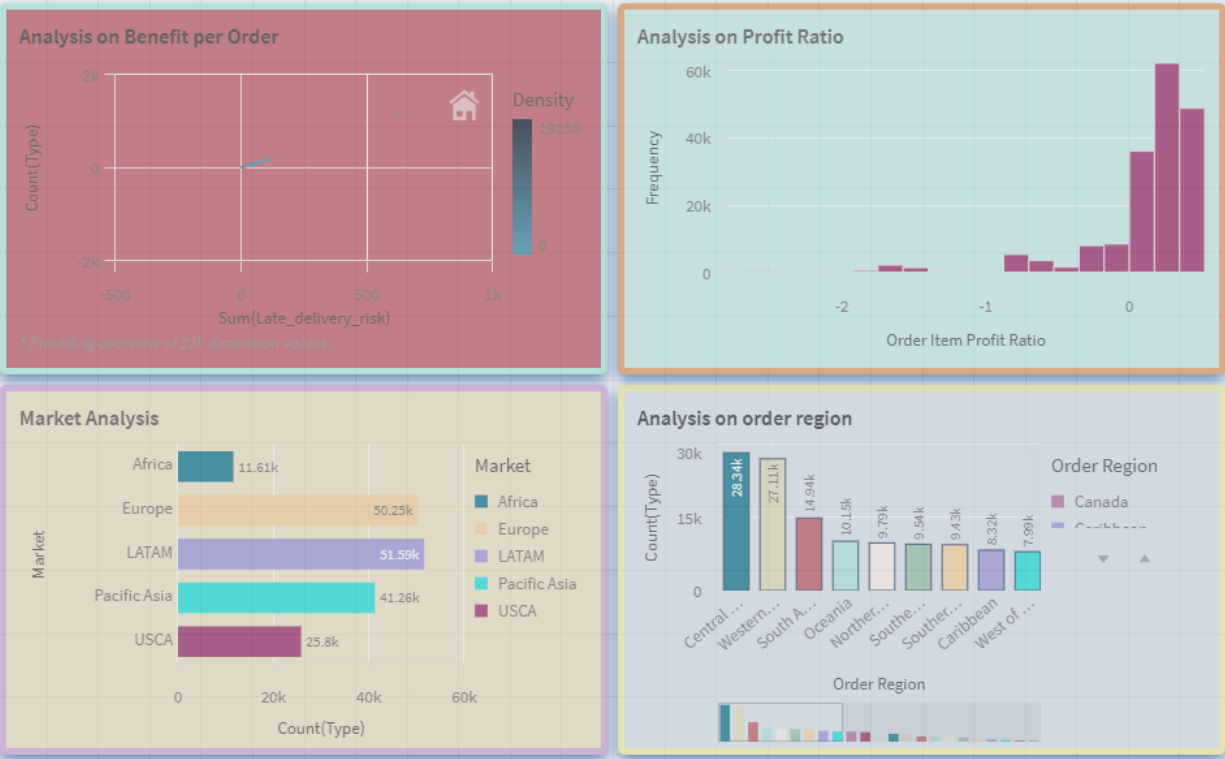 Analysis on Benefit per Order
2k
0
-2k
Count(Type)
-500 0 500 1k
Sum(Late_delivery_risk)
* Providing overview of 22k dimension values.
Density
19155
0
Analysis on Profit Ratio
60k
40k
20k
0
Frequency
-2 -1 0
Order Item Profit Ratio
Market Analysis
Market
Africa 11.61k
Europe 50.25k
LATAM 51.59k
Pacific Asia 41.26k
USCA 25.8k
0 20k 40k 60k
Count(Type)
Market
Africa
Europe
LATAM
Pacific Asia
USCA
Analysis on order region
30k
15k
0
Count(Type)
28.34k 27.11k 14.94k 10.15k 9.79k 9.54k 9.43k 8.32k 7.99k
Central ... Western... South A... Oceania Norther... Southe... Souther... Caribbean West of ...
Order Region
Order Region
Canada
Caribbean